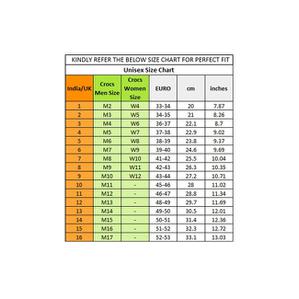 KINDLY REFER THE BELOW SIZE CHART FOR PERFECT FIT
Unisex Size Chart
India/UK Crocs Men Size Crocs Women Size EURO cm inches
1 M2 W4 33-34 20 7.87
2 M3 W5 34-35 21 8.26
3 M4 W6 36-37 22.1 8.7
4 M5 W7 37-38 22.9 9.02
5 M6 W8 38-39 23.8 9.37
6 M7 W9 39-40 24.6 9.69
7 M8 W10 41-42 25.5 10.04
8 M9 W11 42-43 26.3 10.35
9 M10 W12 43-44 27.2 10.71
10 M11 - 45-46 28 11.02
11 M12 - 46-47 28.8 11.34
12 M13 - 48-49 29.7 11.69
13 M14 - 49-50 30.5 12.01
14 M15 - 50-51 31.4 12.36
15 M16 - 51-52 32.3 12.72
16 M17 - 52-53 33.1 13.03